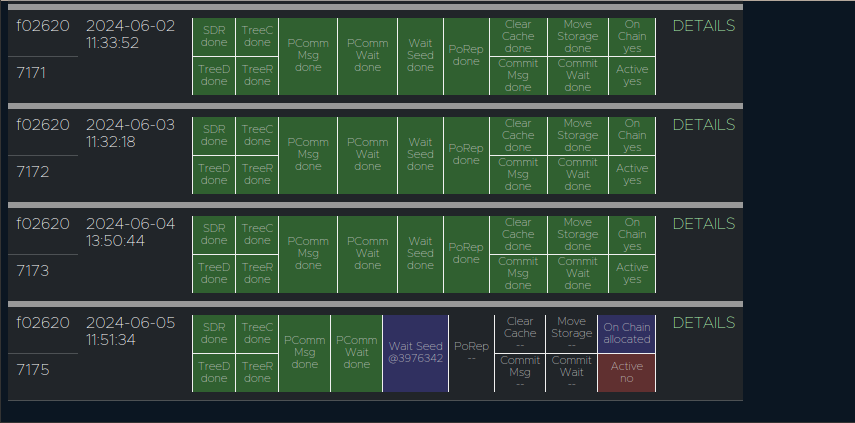 f02620
7171
2024-06-02
11:33:52
SDR
done
TreeD
done
TreeC
done
TreeR
done
PComm
Msg
done
PComm
Wait
done
Wait
Seed
done
PoRep
done
Clear
Cache
done
Commit
Msg
done
Move
Storage
done
Commit
Wait
done
On
Chain
yes
Active
yes
DETAILS
f02620
7172
2024-06-03
11:32:18
SDR
done
TreeD
done
TreeC
done
TreeR
done
PComm
Msg
done
PComm
Wait
done
Wait
Seed
done
PoRep
done
Clear
Cache
done
Commit
Msg
done
Move
Storage
done
Commit
Wait
done
On
Chain
yes
Active
yes
DETAILS
f02620
7173
2024-06-04
13:50:44
SDR
done
TreeD
done
TreeC
done
TreeR
done
PComm
Msg
done
PComm
Wait
done
Wait
Seed
done
PoRep
done
Clear
Cache
done
Commit
Msg
done
Move
Storage
done
Commit
Wait
done
On
Chain
yes
Active
yes
DETAILS
f02620
7175
2024-06-05
11:51:34
SDR
done
TreeD
done
TreeC
done
TreeR
done
PComm
Msg
done
PComm
Wait
done
Wait Seed
@3976342
PoRep
--
Clear
Cache
--
Commit
Msg
--
Move
Storage
--
Commit
Wait
--
On Chain
allocated
Active
no
DETAILS